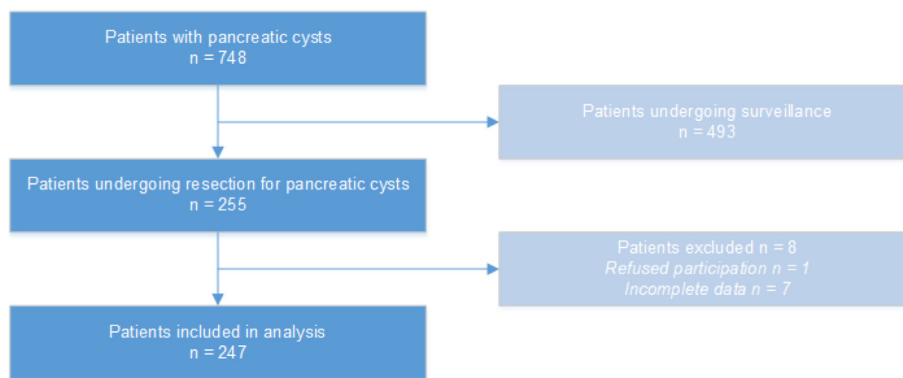 Patients with pancreatic cysts
n = 748
Patients undergoing surveillance
n = 493
Patients undergoing resection for pancreatic cysts
n = 255
Patients excluded n = 8
Refused participation n = 1
Incomplete data n = 7
Patients included in analysis
n = 247